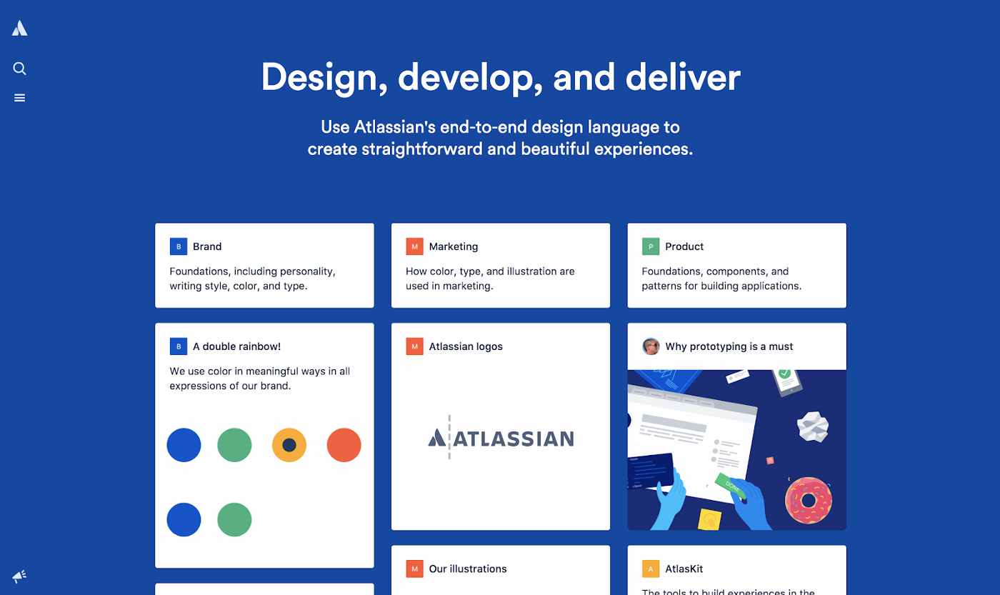 Design, develop, and deliver
Use Atlassian's end-to-end design language to
create straightforward and beautiful experiences.
B Brand
Foundations, including personality,
writing style, color, and type.
M Marketing
How color, type, and illustration are
used in marketing.
P Product
Foundations, components, and
patterns for building applications.
B A double rainbow!
We use color in meaningful ways in all
expressions of our brand.
M Atlassian logos
ATLASSIAN
Why prototyping is a must
DONE
M Our illustrations
A AtlasKit
The tools to build experiences in the